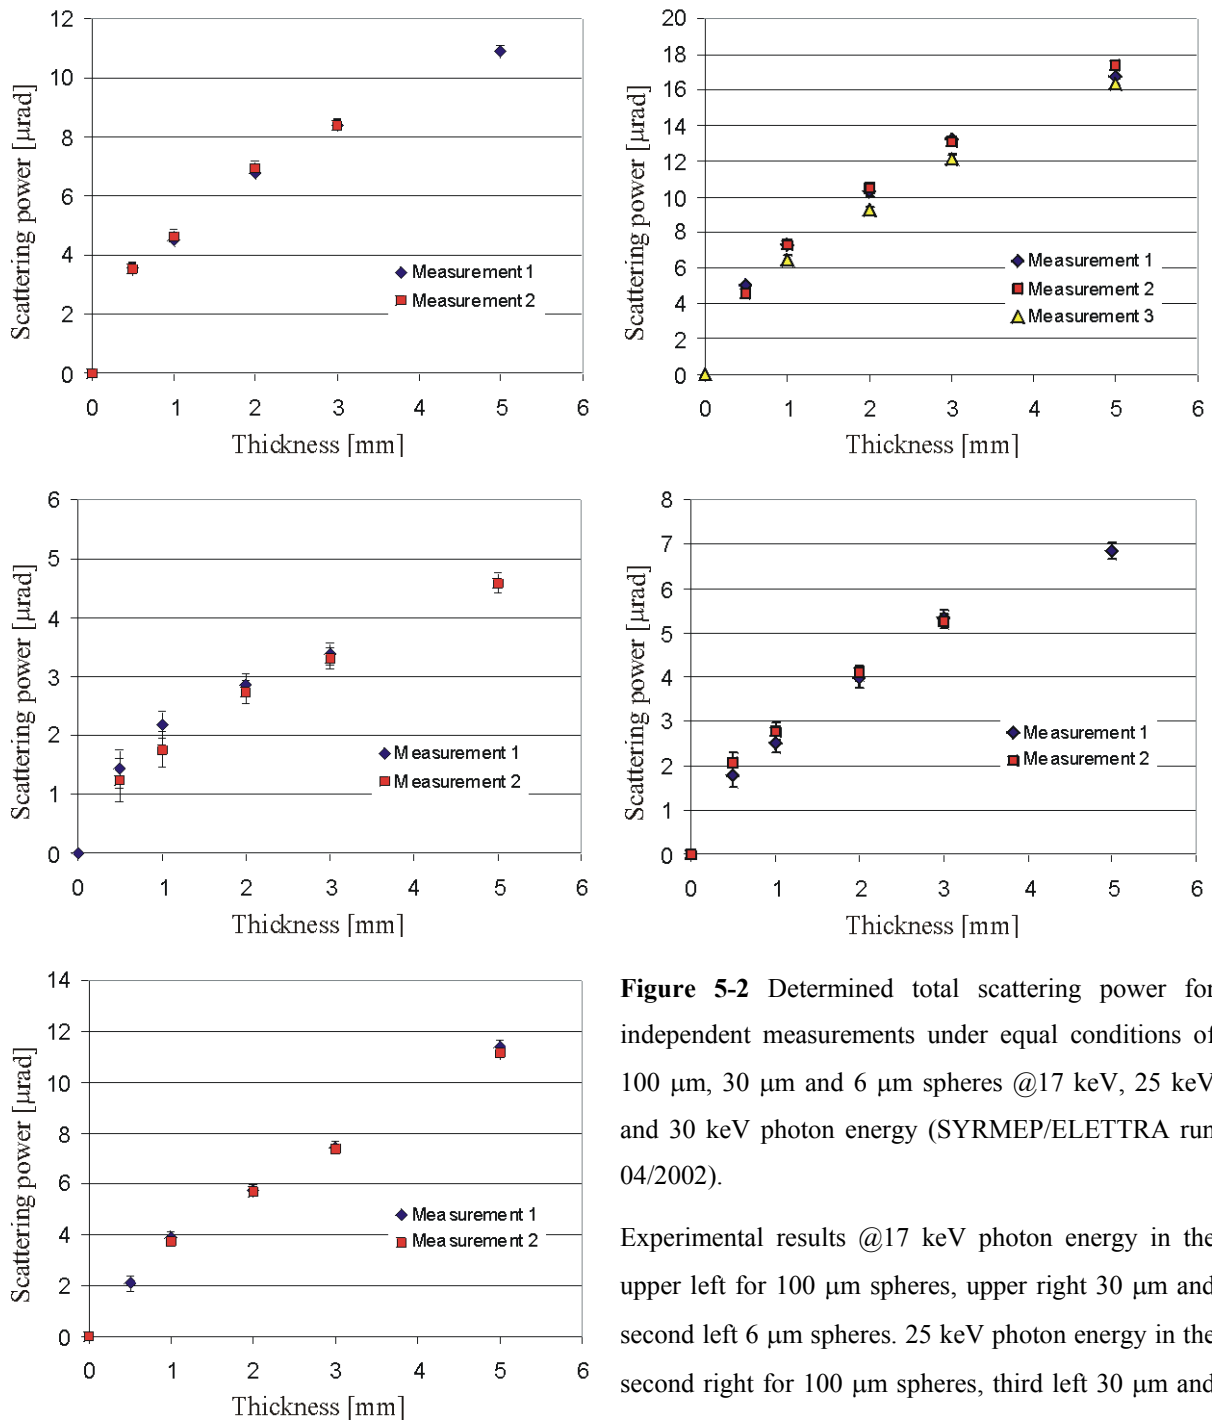 12
10
8
6
4
2
0
0 1 2 3 4 5 6
Scattering power [µrad]
Thickness [mm]
Measurement 1
Measurement 2
20
18
16
14
12
10
8
6
4
2
0
0 1 2 3 4 5 6
Scattering power [µrad]
Thickness [mm]
Measurement 1
Measurement 2
Measurement 3
6
5
4
3
2
1
0
0 1 2 3 4 5 6
Scattering power [µrad]
Thickness [mm]
Measurement 1
Measurement 2
8
7
6
5
4
3
2
1
0
0 1 2 3 4 5 6
Scattering power [µrad]
Thickness [mm]
Measurement 1
Measurement 2
14
12
10
8
6
4
2
0
0 1 2 3 4 5 6
Scattering power [µrad]
Thickness [mm]
Measurement 1
Measurement 2
Figure 5-2 Determined total scattering power for
independent measurements under equal conditions of
100 µm, 30 µm and 6 µm spheres @17 keV, 25 keV
and 30 keV photon energy (SYRMEP/ELETTRA run
04/2002).
Experimental results @17 keV photon energy in the
upper left for 100 µm spheres, upper right 30 µm and
second left 6 µm spheres. 25 keV photon energy in the
second right for 100 µm spheres, third left 30 µm and